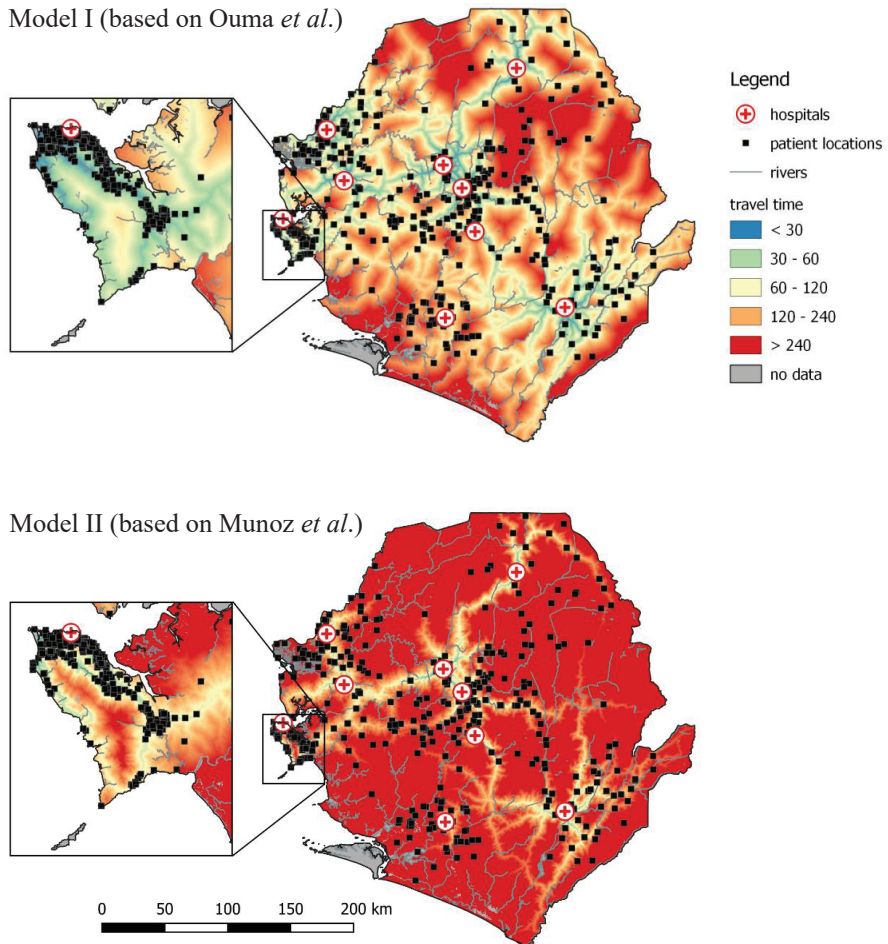 Model I (based on Ouma et al.)
Legend
hospitals
patient locations
rivers
travel time
< 30
30 - 60
60 - 120
120 - 240
> 240
no data
Model II (based on Munoz et al.)
0 50 100 150 200 km